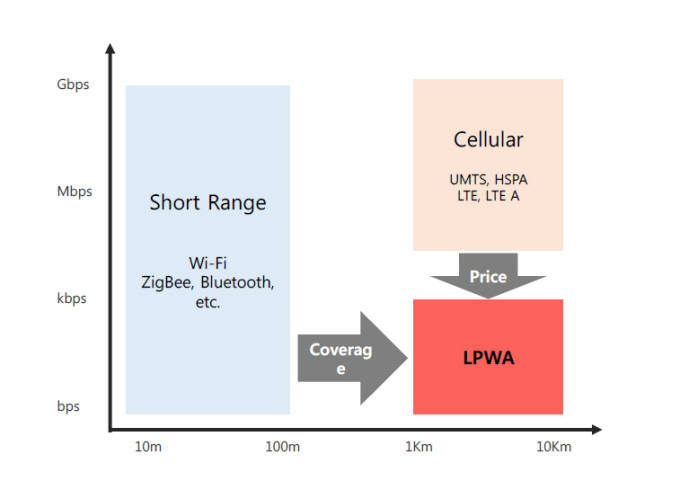 Gbps
Mbps
kbps
bps
Short Range
Wi-Fi
ZigBee, Bluetooth,
etc.
Cellular
UMTS, HSPA
LTE, LTE A
Price
Coverag
e
LPWA
10m
100m
1Km
10Km